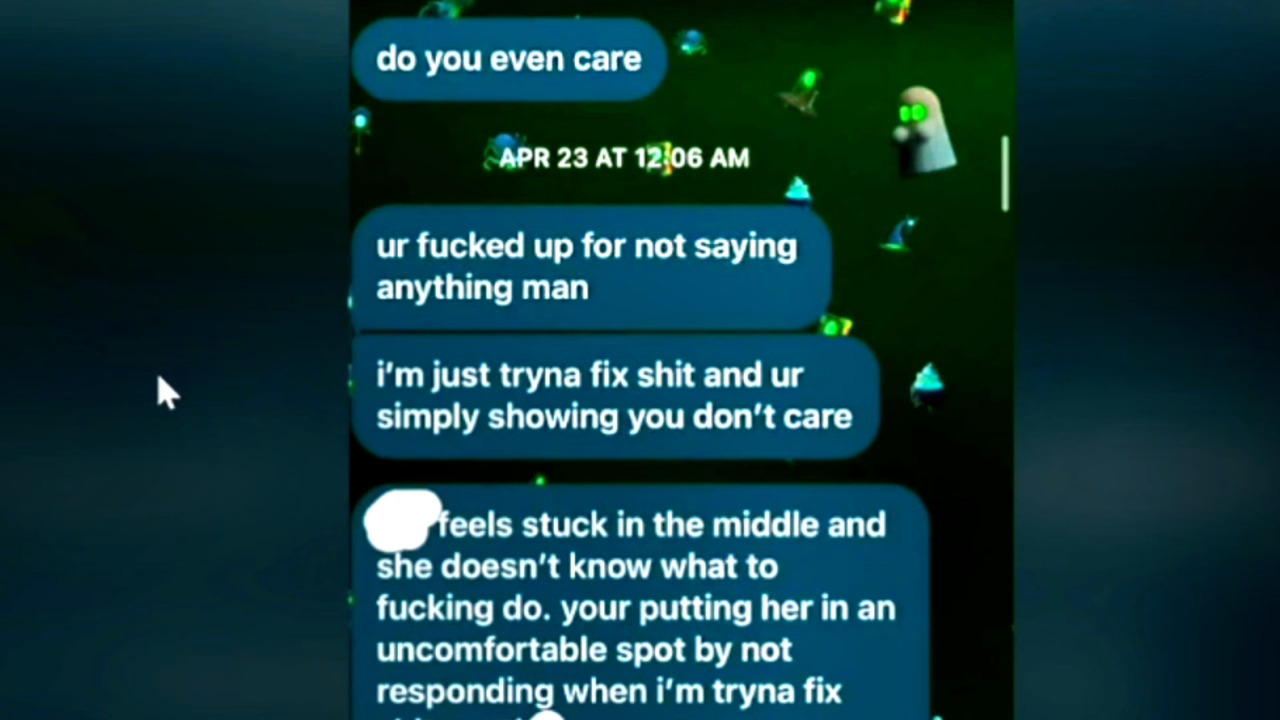 do you even care
APR 23 AT 12:06 AM
ur fucked up for not saying
anything man
i'm just tryna fix shit and ur
simply showing you don't care
feels stuck in the middle and
she doesn't know what to
fucking do. your putting her in an
uncomfortable spot by not
responding when i'm tryna fix